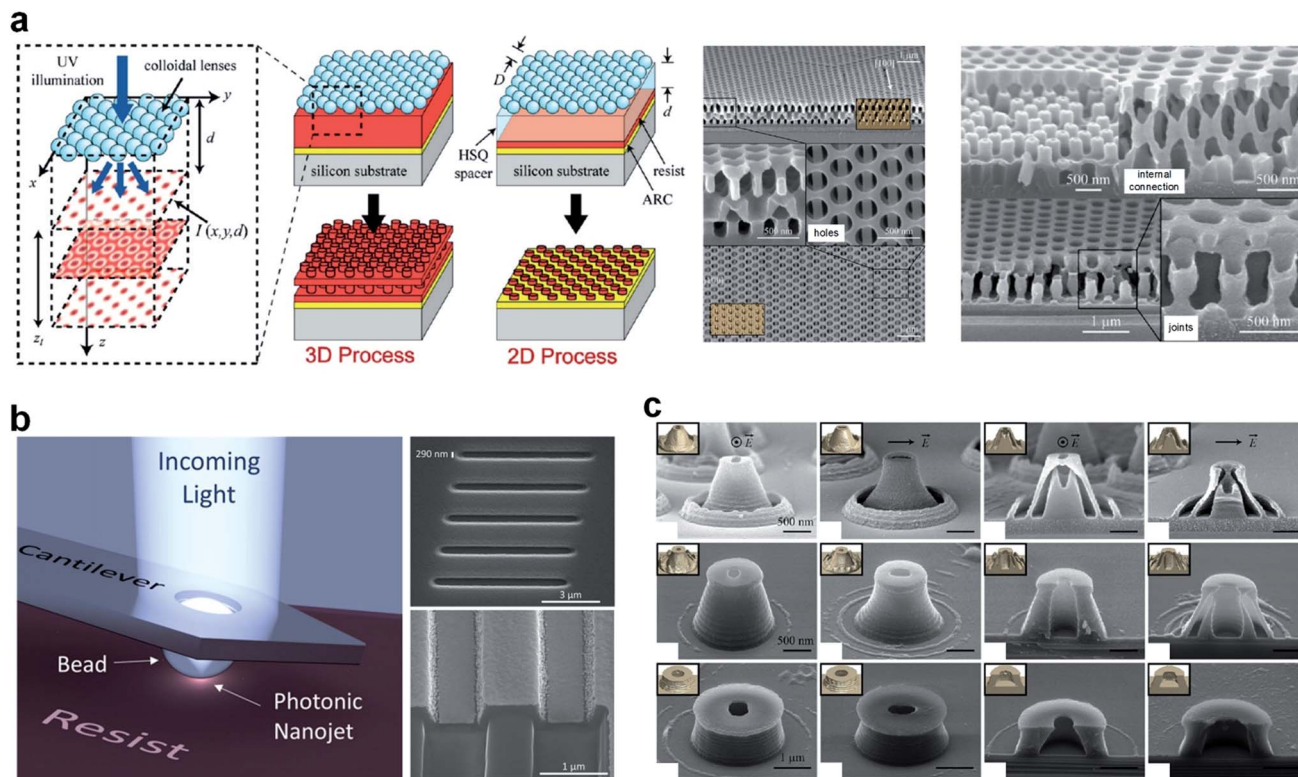 a
UV
illumination
colloidal lenses
y
d
x
I (x,y,d)
z_I
z
D
d
HSQ
spacer
silicon substrate
silicon substrate
resist
ARC
3D Process
2D Process
1 μm
[100]
500 nm
holes
500 nm
500 nm
internal
connection
500 nm
1 μm
joints
500 nm
b
Incoming
Light
Cantilever
Bead
Photonic
Nanojet
Resist
290 nm
3 μm
1 μm
c
E
E
E
E
500 nm
500 nm
1 μm